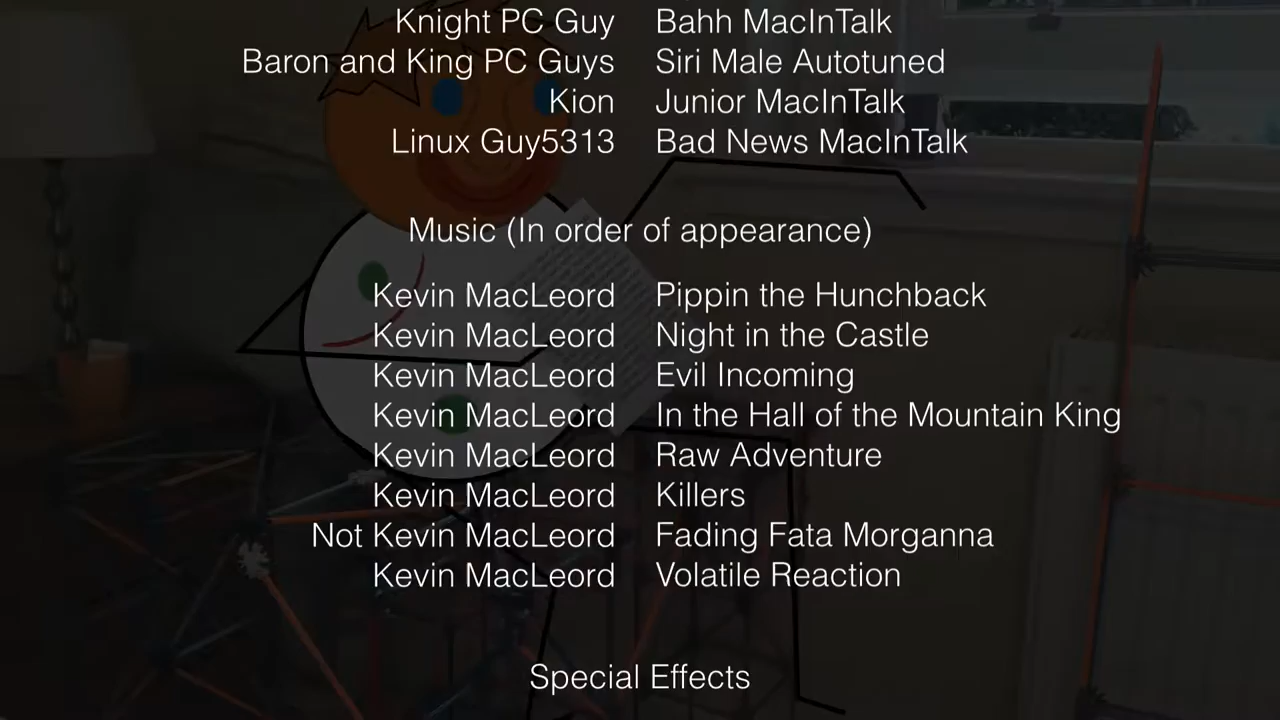 Knight PC Guy Bahh MacInTalk
Baron and King PC Guys Siri Male Autotuned
Kion Junior MacInTalk
Linux Guy5313 Bad News MacInTalk
Music (In order of appearance)
Kevin MacLeord Pippin the Hunchback
Kevin MacLeord Night in the Castle
Kevin MacLeord Evil Incoming
Kevin MacLeord In the Hall of the Mountain King
Kevin MacLeord Raw Adventure
Kevin MacLeord Killers
Not Kevin MacLeord Fading Fata Morganna
Kevin MacLeord Volatile Reaction
Special Effects